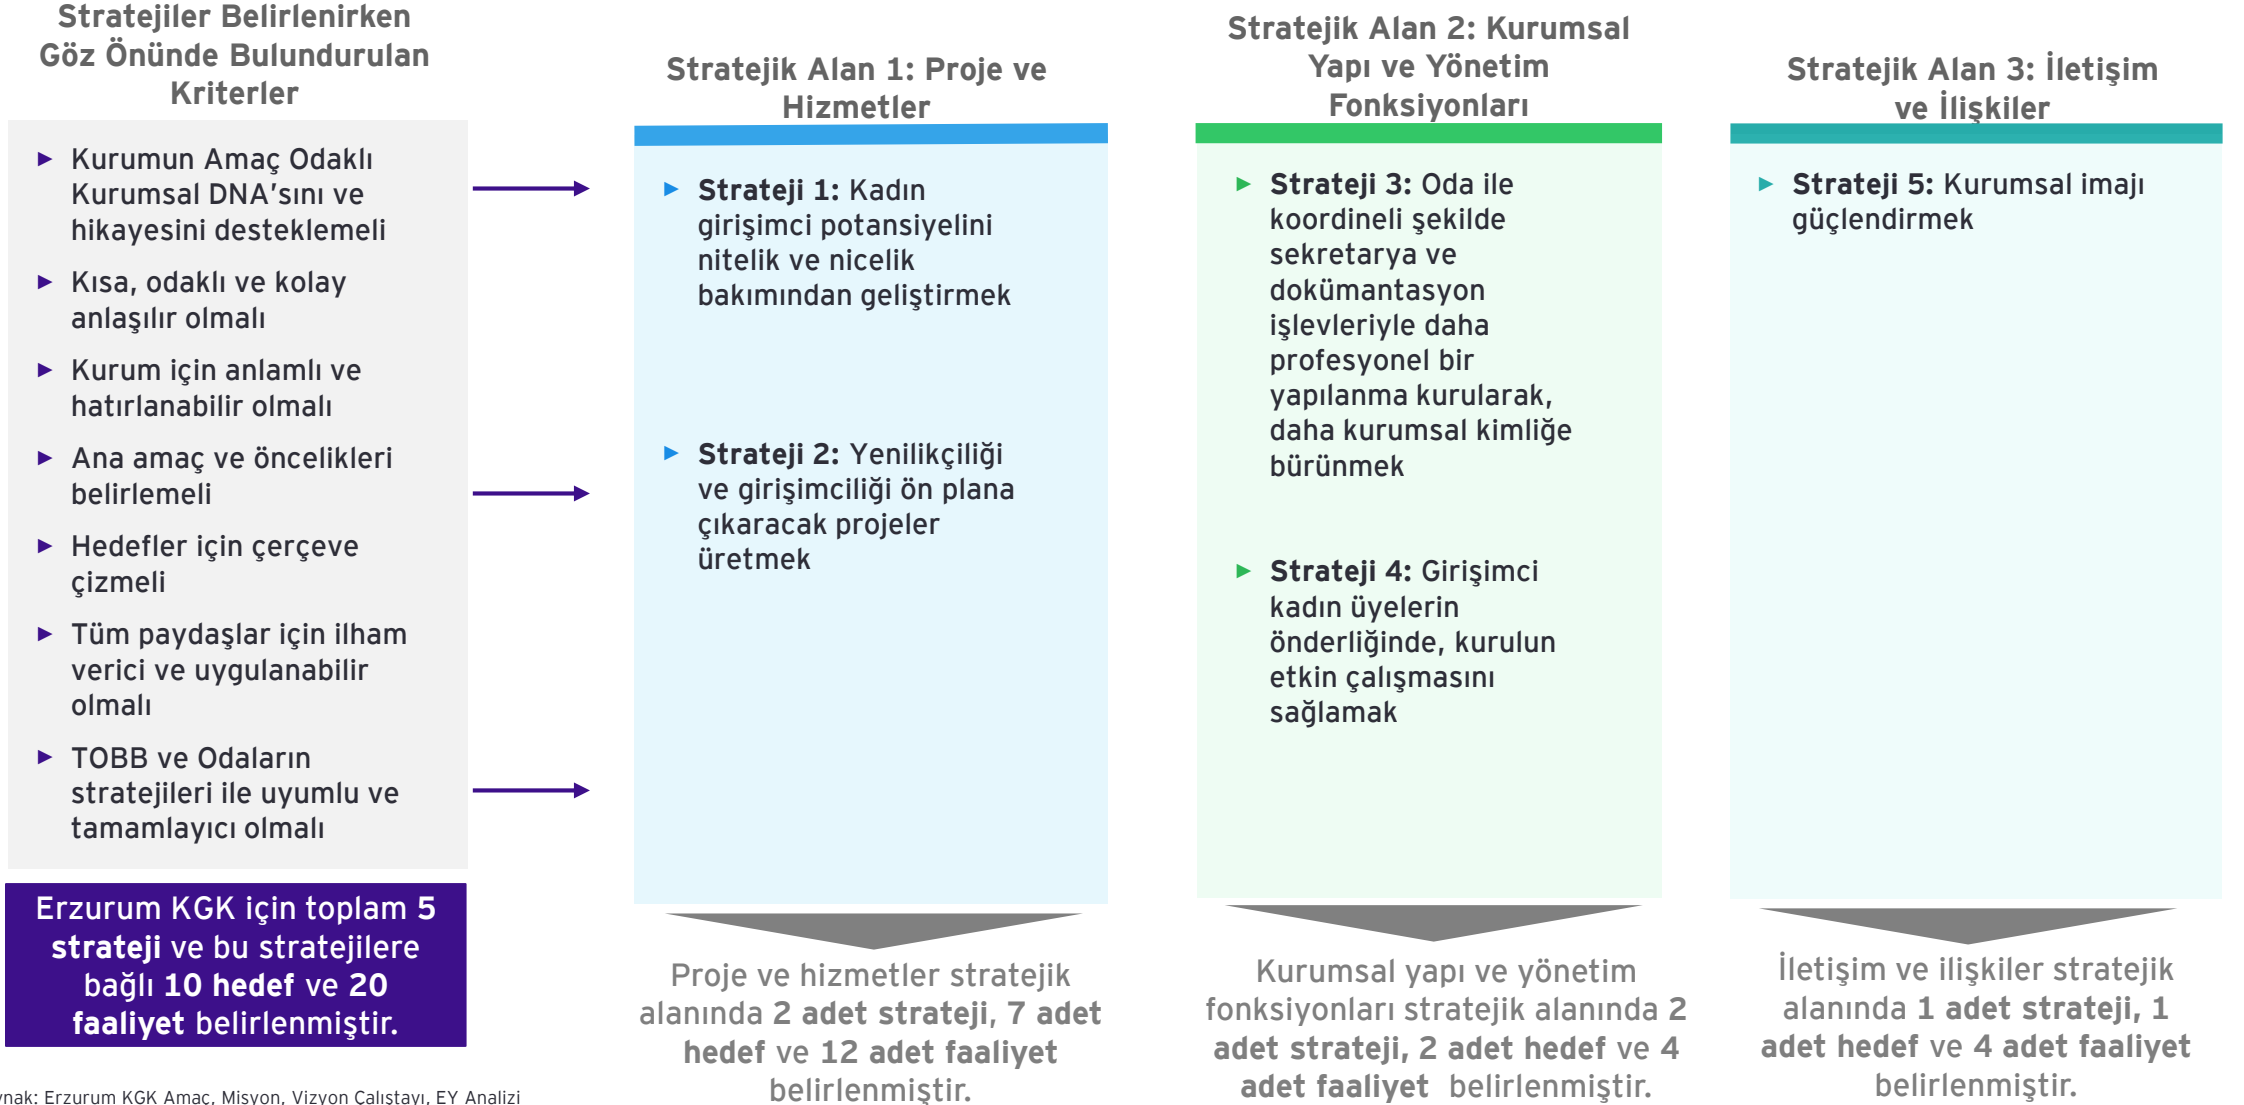 Stratejiler Belirlenirken
Göz Önünde Bulundurulan
Kriterler
► Kurumun Amaç Odaklı
Kurumsal DNA’sını ve
hikayesini desteklemeli
► Kısa, odaklı ve kolay
anlaşılır olmalı
► Kurum için anlamlı ve
hatırlanabilir olmalı
► Ana amaç ve öncelikleri
belirlemeli
► Hedefler için çerçeve
çizmeli
► Tüm paydaşlar için ilham
verici ve uygulanabilir
olmalı
► TOBB ve Odaların
stratejileri ile uyumlu ve
tamamlayıcı olmalı
Erzurum KGK için toplam 5
strateji ve bu stratejilere
bağlı 10 hedef ve 20
faaliyet belirlenmiştir.
Stratejik Alan 1: Proje ve
Hizmetler
► Strateji 1: Kadın
girişimci potansiyelini
nitelik ve nicelik
bakımından geliştirmek
► Strateji 2: Yenilikçiliği
ve girişimciliği ön plana
çıkaracak projeler
üretmek
Proje ve hizmetler stratejik
alanında 2 adet strateji, 7 adet
hedef ve 12 adet faaliyet
belirlenmiştir.
Stratejik Alan 2: Kurumsal
Yapı ve Yönetim
Fonksiyonları
► Strateji 3: Oda ile
koordineli şekilde
sekretarya ve
dokümantasyon
işlevleriyle daha
profesyonel bir
yapılanma kurularak,
daha kurumsal kimliğe
bürünmek
► Strateji 4: Girişimci
kadın üyelerin
önderliğinde, kurulun
etkin çalışmasını
sağlamak
Kurumsal yapı ve yönetim
fonksiyonları stratejik alanında 2
adet strateji, 2 adet hedef ve 4
adet faaliyet belirlenmiştir.
Stratejik Alan 3: İletişim
ve İlişkiler
► Strateji 5: Kurumsal imajı
güçlendirmek
İletişim ve ilişkiler stratejik
alanında 1 adet strateji, 1
adet hedef ve 4 adet faaliyet
belirlenmiştir.
Erzurum KGK Amaç, Misyon, Vizyon Çalıştayı, EY Analizi